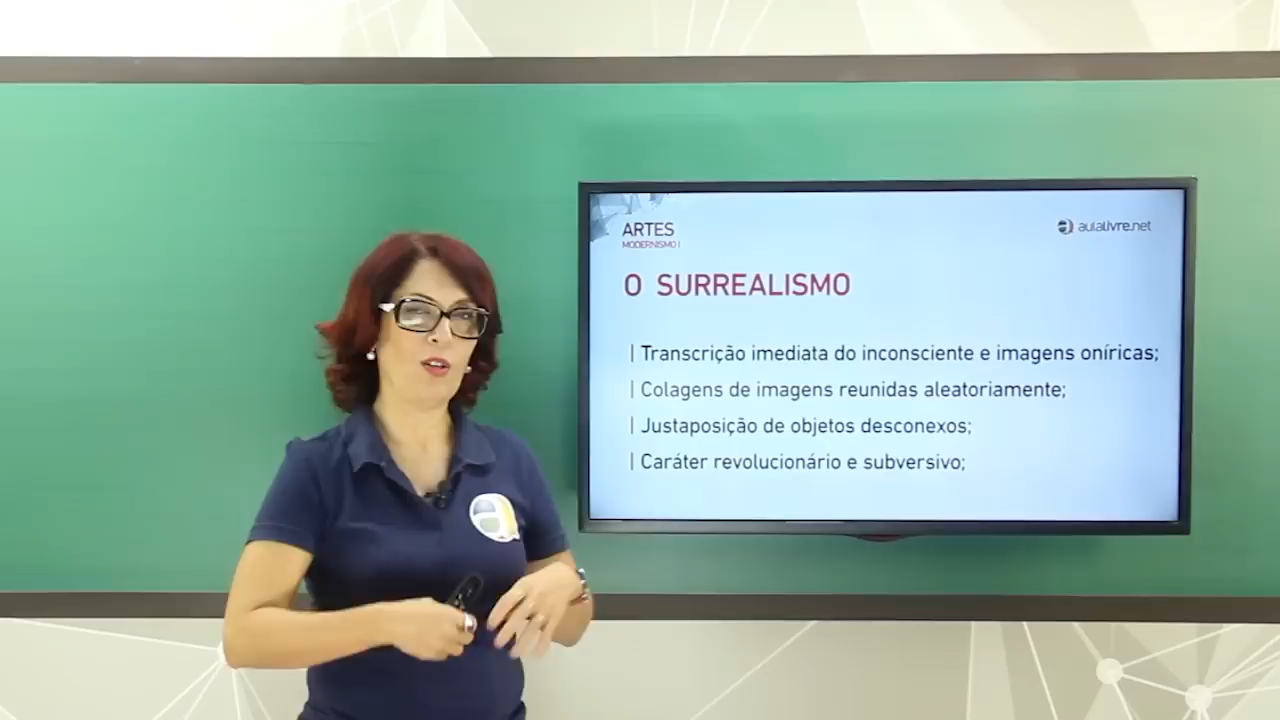 ARTES
MODERNISMO I
aulalivre.net
O SURREALISMO
| Transcrição imediata do inconsciente e imagens oníricas;
| Colagens de imagens reunidas aleatoriamente;
| Justaposição de objetos desconexos;
| Caráter revolucionário e subversivo;